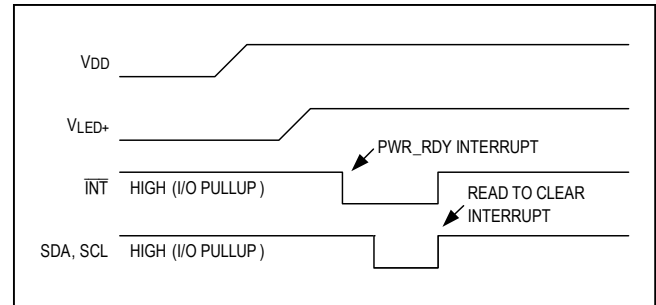 VDD
VLED+
PWR_RDY INTERRUPT
INT HIGH (I/O PULLUP)
READ TO CLEAR
INTERRUPT
SDA, SCL HIGH (I/O PULLUP)